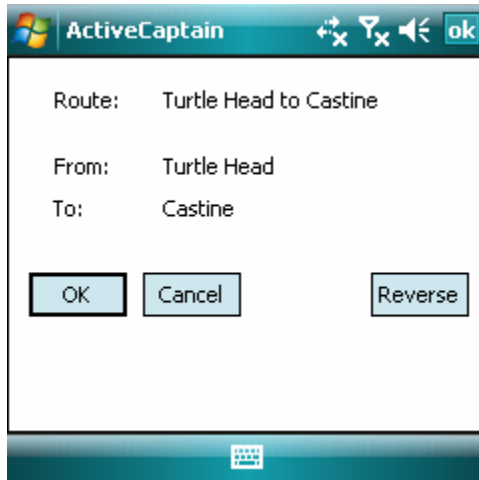 ActiveCaptain ok
Route: Turtle Head to Castine
From: Turtle Head
To: Castine
OK Cancel Reverse